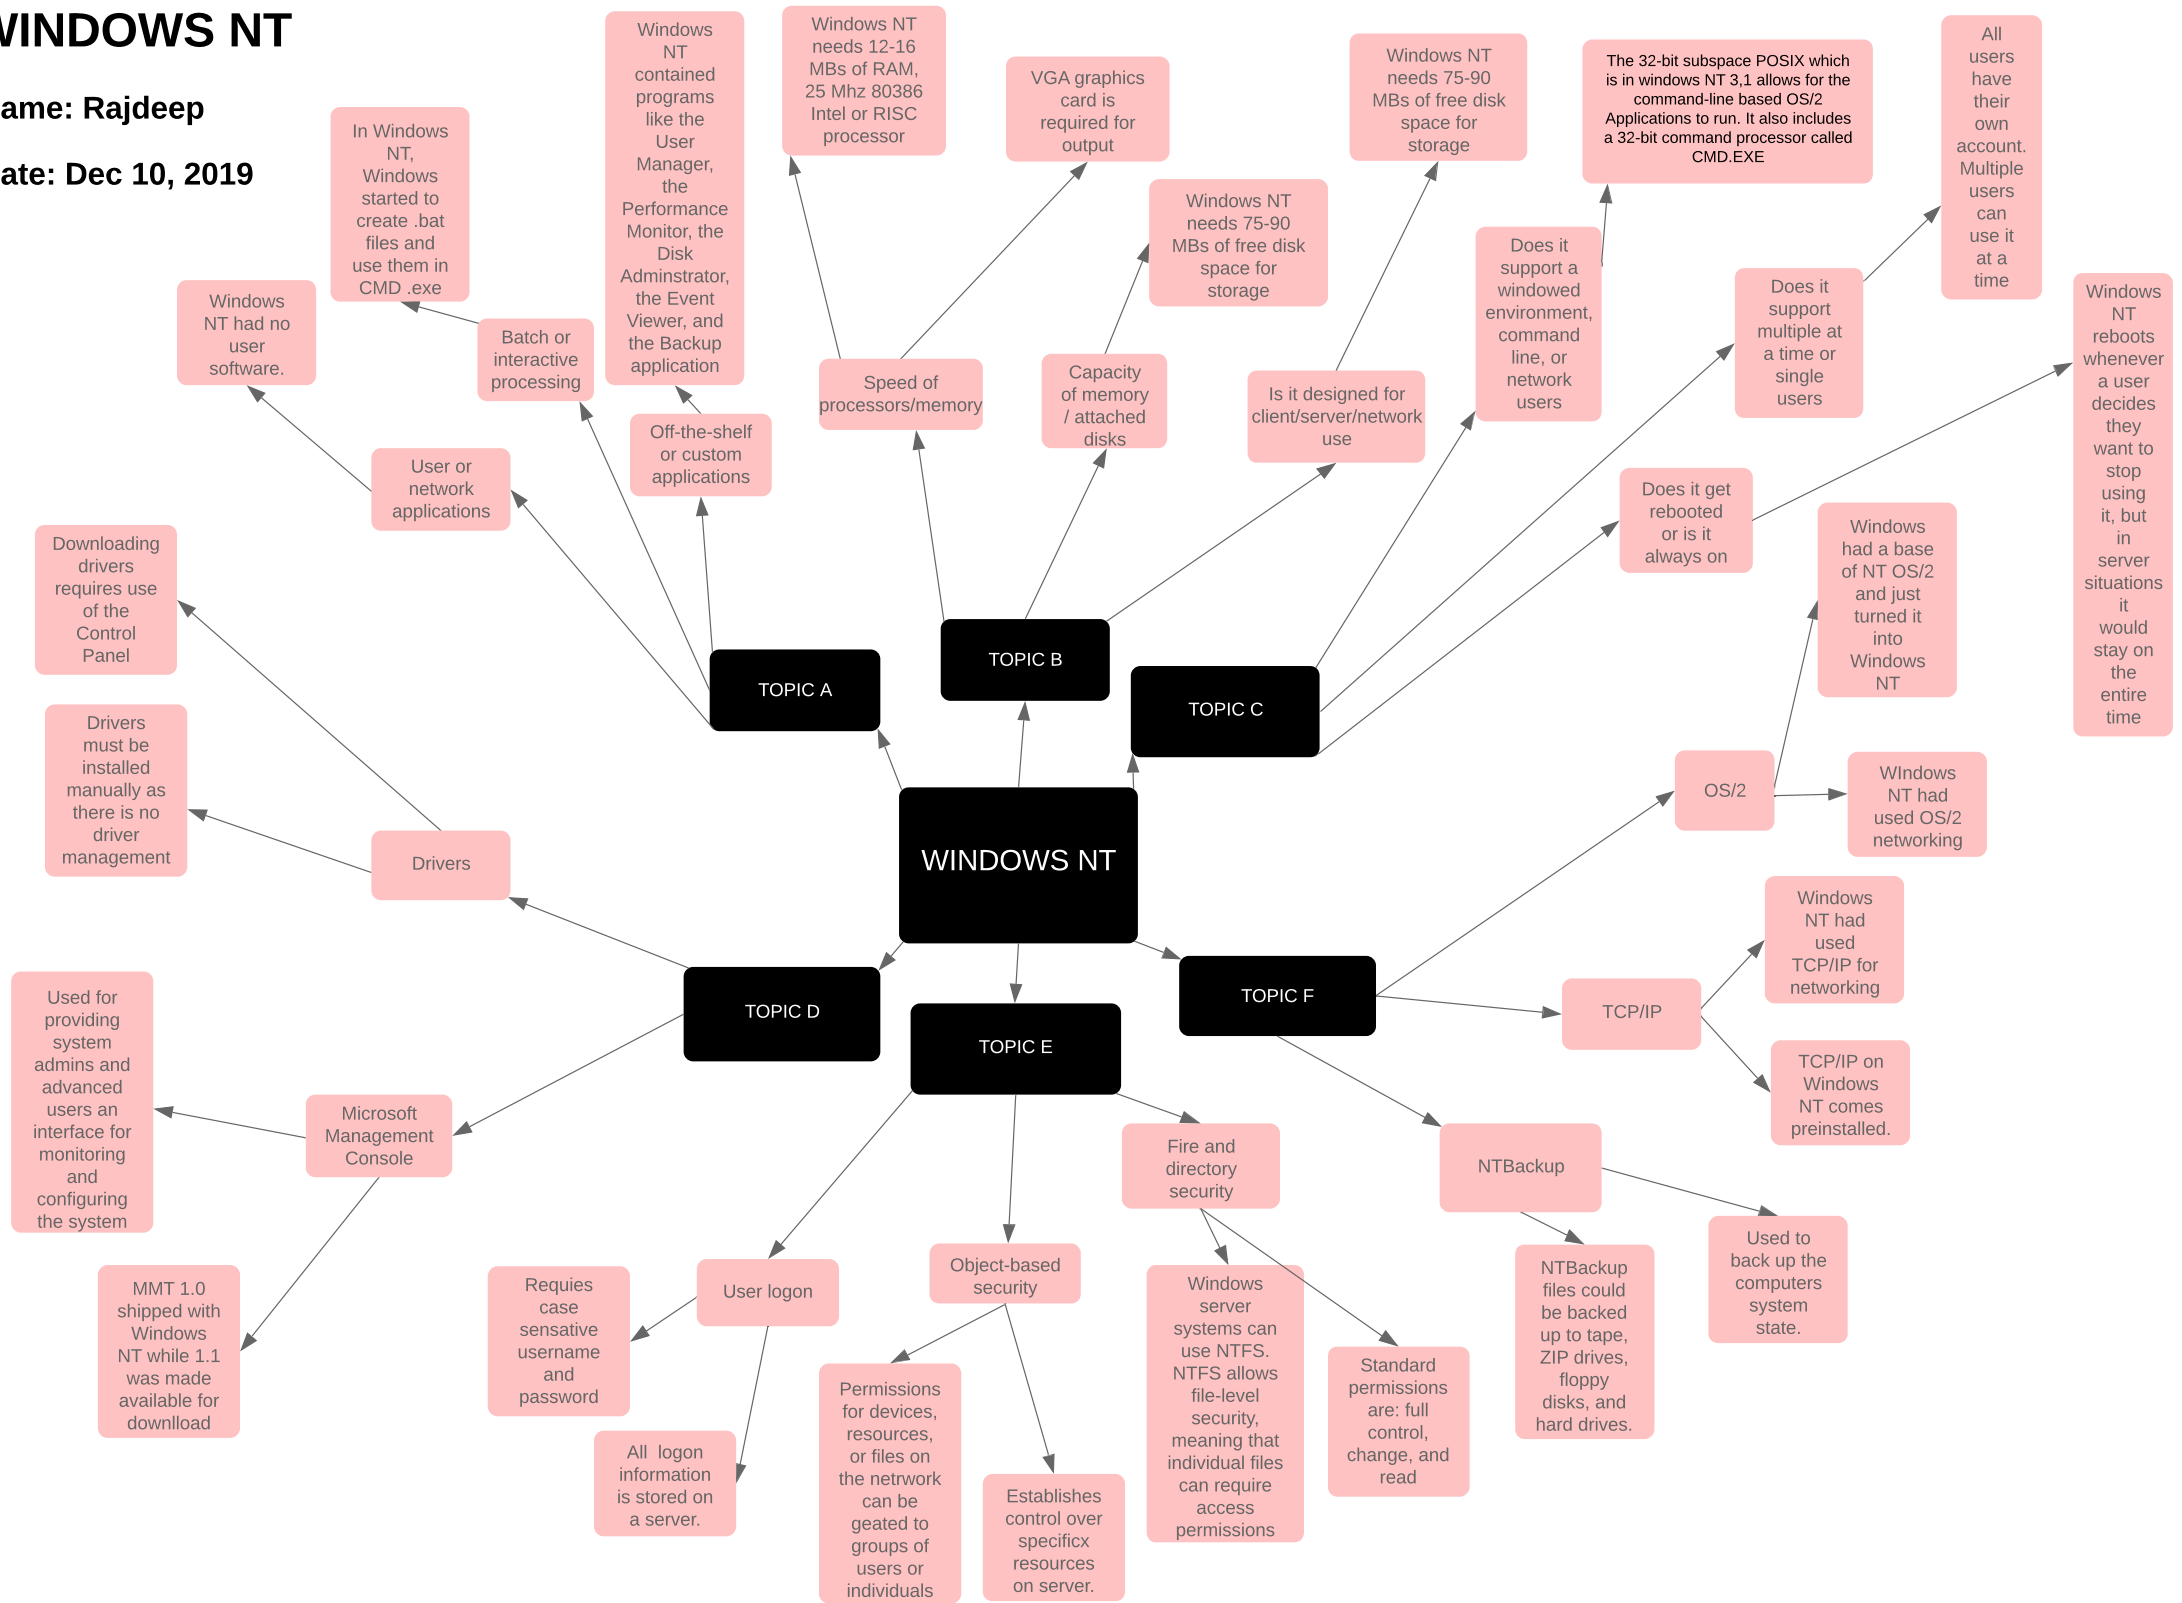 WINDOWS NT
ame: Rajdeep
ate: Dec 10, 2019
In Windows
NT,
Windows
started to
create .bat
files and
use them in
CMD .exe
Windows
NT
contained
programs
like the
User
Manager,
the
Performance
Monitor, the
Disk
Adminstrator,
the Event
Viewer, and
the Backup
application
Windows NT
needs 12-16
MBs of RAM,
25 Mhz 80386
Intel or RISC
processor
VGA graphics
card is
required for
output
Windows NT
needs 75-90
MBs of free disk
space for
storage
Windows NT
needs 75-90
MBs of free disk
space for
storage
The 32-bit subspace POSIX which
is in windows NT 3,1 allows for the
command-line based OS/2
Applications to run. It also includes
a 32-bit command processor called
CMD.EXE
All
users
have
their
own
account.
Multiple
users
can
use it
at a
time
Windows
NT had no
user
software.
Batch or
interactive
processing
User or
network
applications
Off-the-shelf
or custom
applications
Speed of
processors/memory
Capacity
of memory
/ attached
disks
Is it designed for
client/server/network
use
Does it
support a
windowed
environment,
command
line, or
network
users
Does it
support
multiple at
a time or
single
users
Does it get
rebooted
or is it
always on
Windows
NT
reboots
whenever
a user
decides
they
want to
stop
using
it, but
in
server
situations
it
would
stay on
the
entire
time
Windows
had a base
of NT OS/2
and just
turned it
into
Windows
NT
Downloading
drivers
requires use
of the
Control
Panel
Drivers
must be
installed
manually as
there is no
driver
management
Drivers
TOPIC A
TOPIC B
TOPIC C
WINDOWS NT
OS/2
WIndows
NT had
used OS/2
networking
Windows
NT had
used
TCP/IP for
networking
TCP/IP
TCP/IP on
Windows
NT comes
preinstalled.
TOPIC D
TOPIC E
TOPIC F
Used for
providing
system
admins and
advanced
users an
interface for
monitoring
and
configuring
the system
Microsoft
Management
Console
MMT 1.0
shipped with
Windows
NT while 1.1
was made
available for
downlload
Requies
case
sensative
username
and
password
User logon
All  logon
information
is stored on
a server.
Object-based
security
Permissions
for devices,
resources,
or files on
the netrwork
can be
geated to
groups of
users or
individuals
Establishes
control over
specificx
resources
on server.
Fire and
directory
security
Windows
server
systems can
use NTFS.
NTFS allows
file-level
security,
meaning that
individual files
can require
access
permissions
Standard
permissions
are: full
control,
change, and
read
NTBackup
NTBackup
files could
be backed
up to tape,
ZIP drives,
floppy
disks, and
hard drives.
Used to
back up the
computers
system
state.